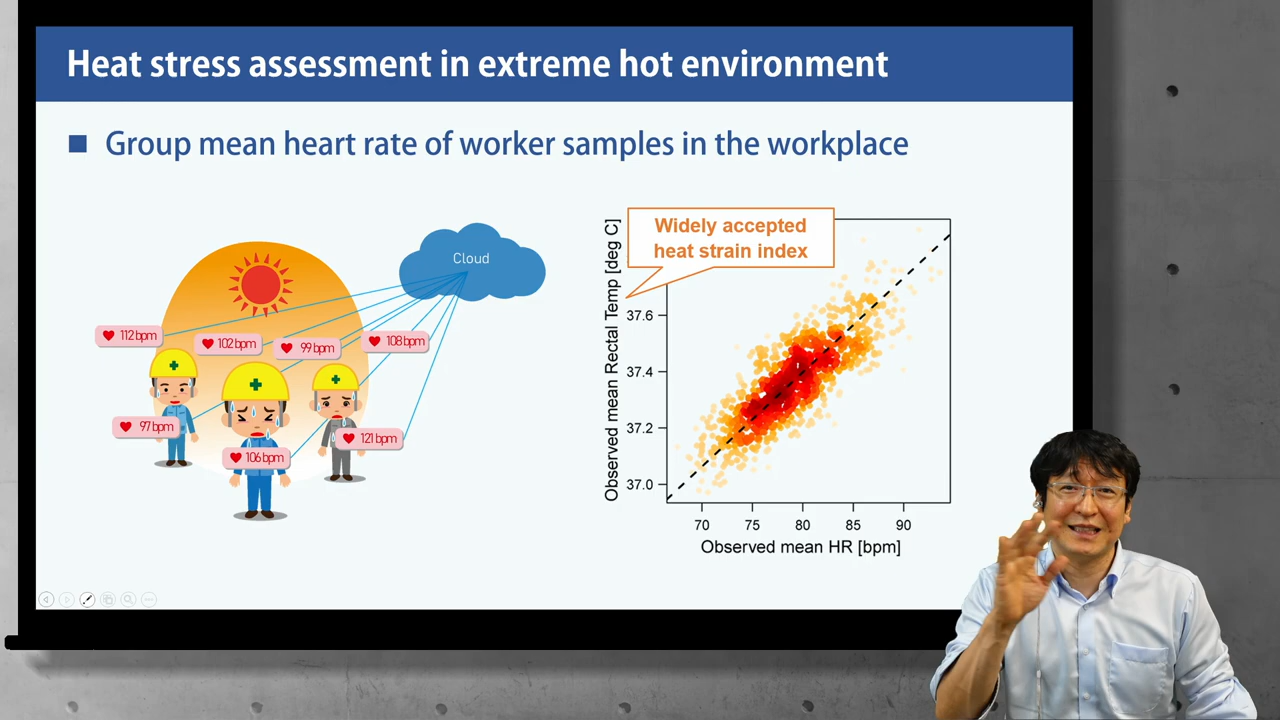 Heat stress assessment in extreme hot environment
■ Group mean heart rate of worker samples in the workplace
Cloud
112 bpm
102 bpm
99 bpm
108 bpm
97 bpm
106 bpm
121 bpm
Widely accepted
heat strain index
Observed mean Rectal Temp [deg C]
37.6
37.4
37.2
37.0
70 75 80 85 90
Observed mean HR [bpm]